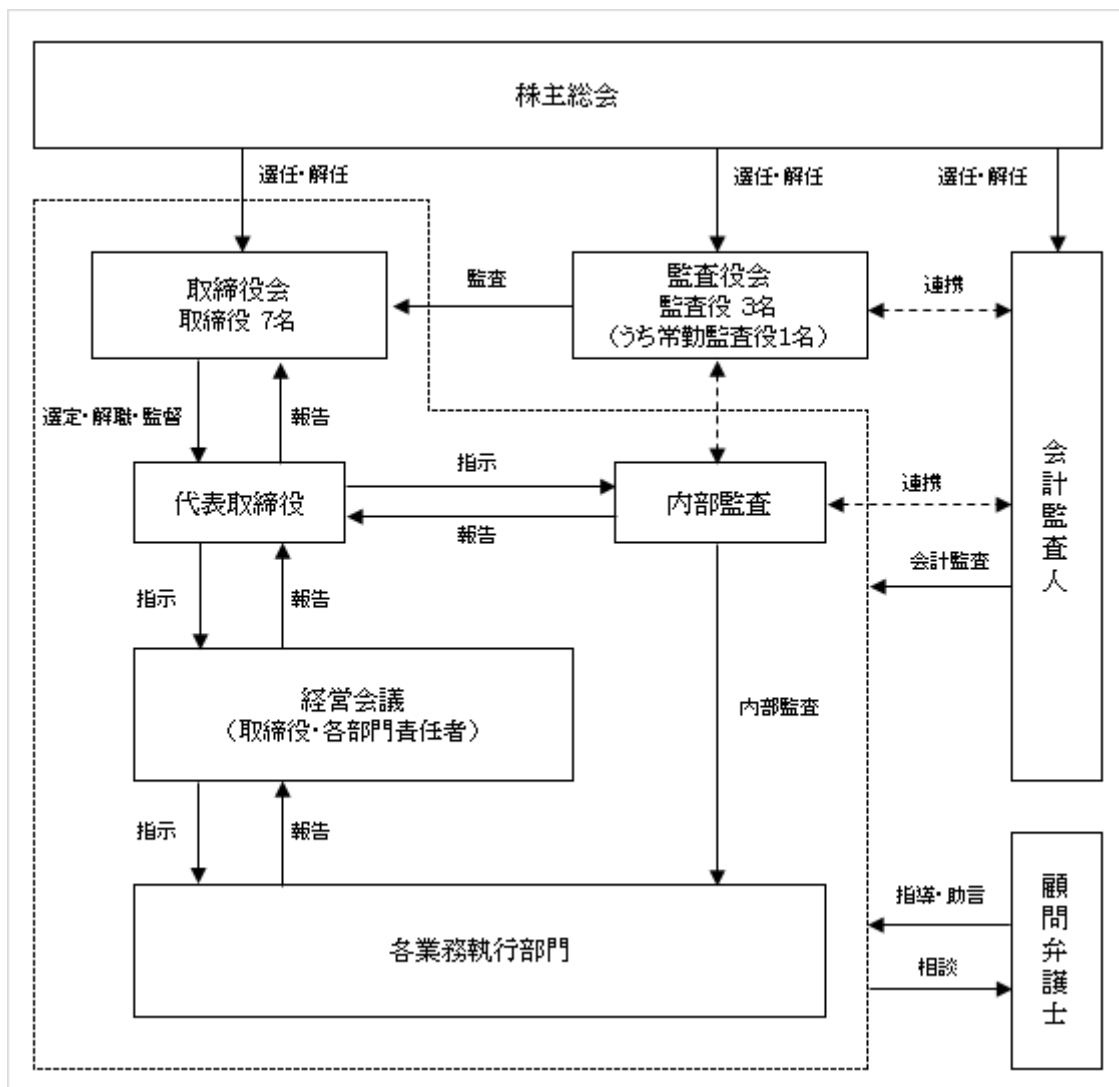 株主総会
選任・解任
選任・解任
選任・解任
取締役会
取締役 7名
監査
監査役会
監査役 3名
(うち常勤監査役1名)
連携
選定・解職・監督
報告
代表取締役
指示
報告
内部監査
連携
会計監査
会計監査人
指示
報告
経営会議
(取締役・各部門責任者)
内部監査
指示
報告
各業務執行部門
指導・助言
相談
顧問弁護士